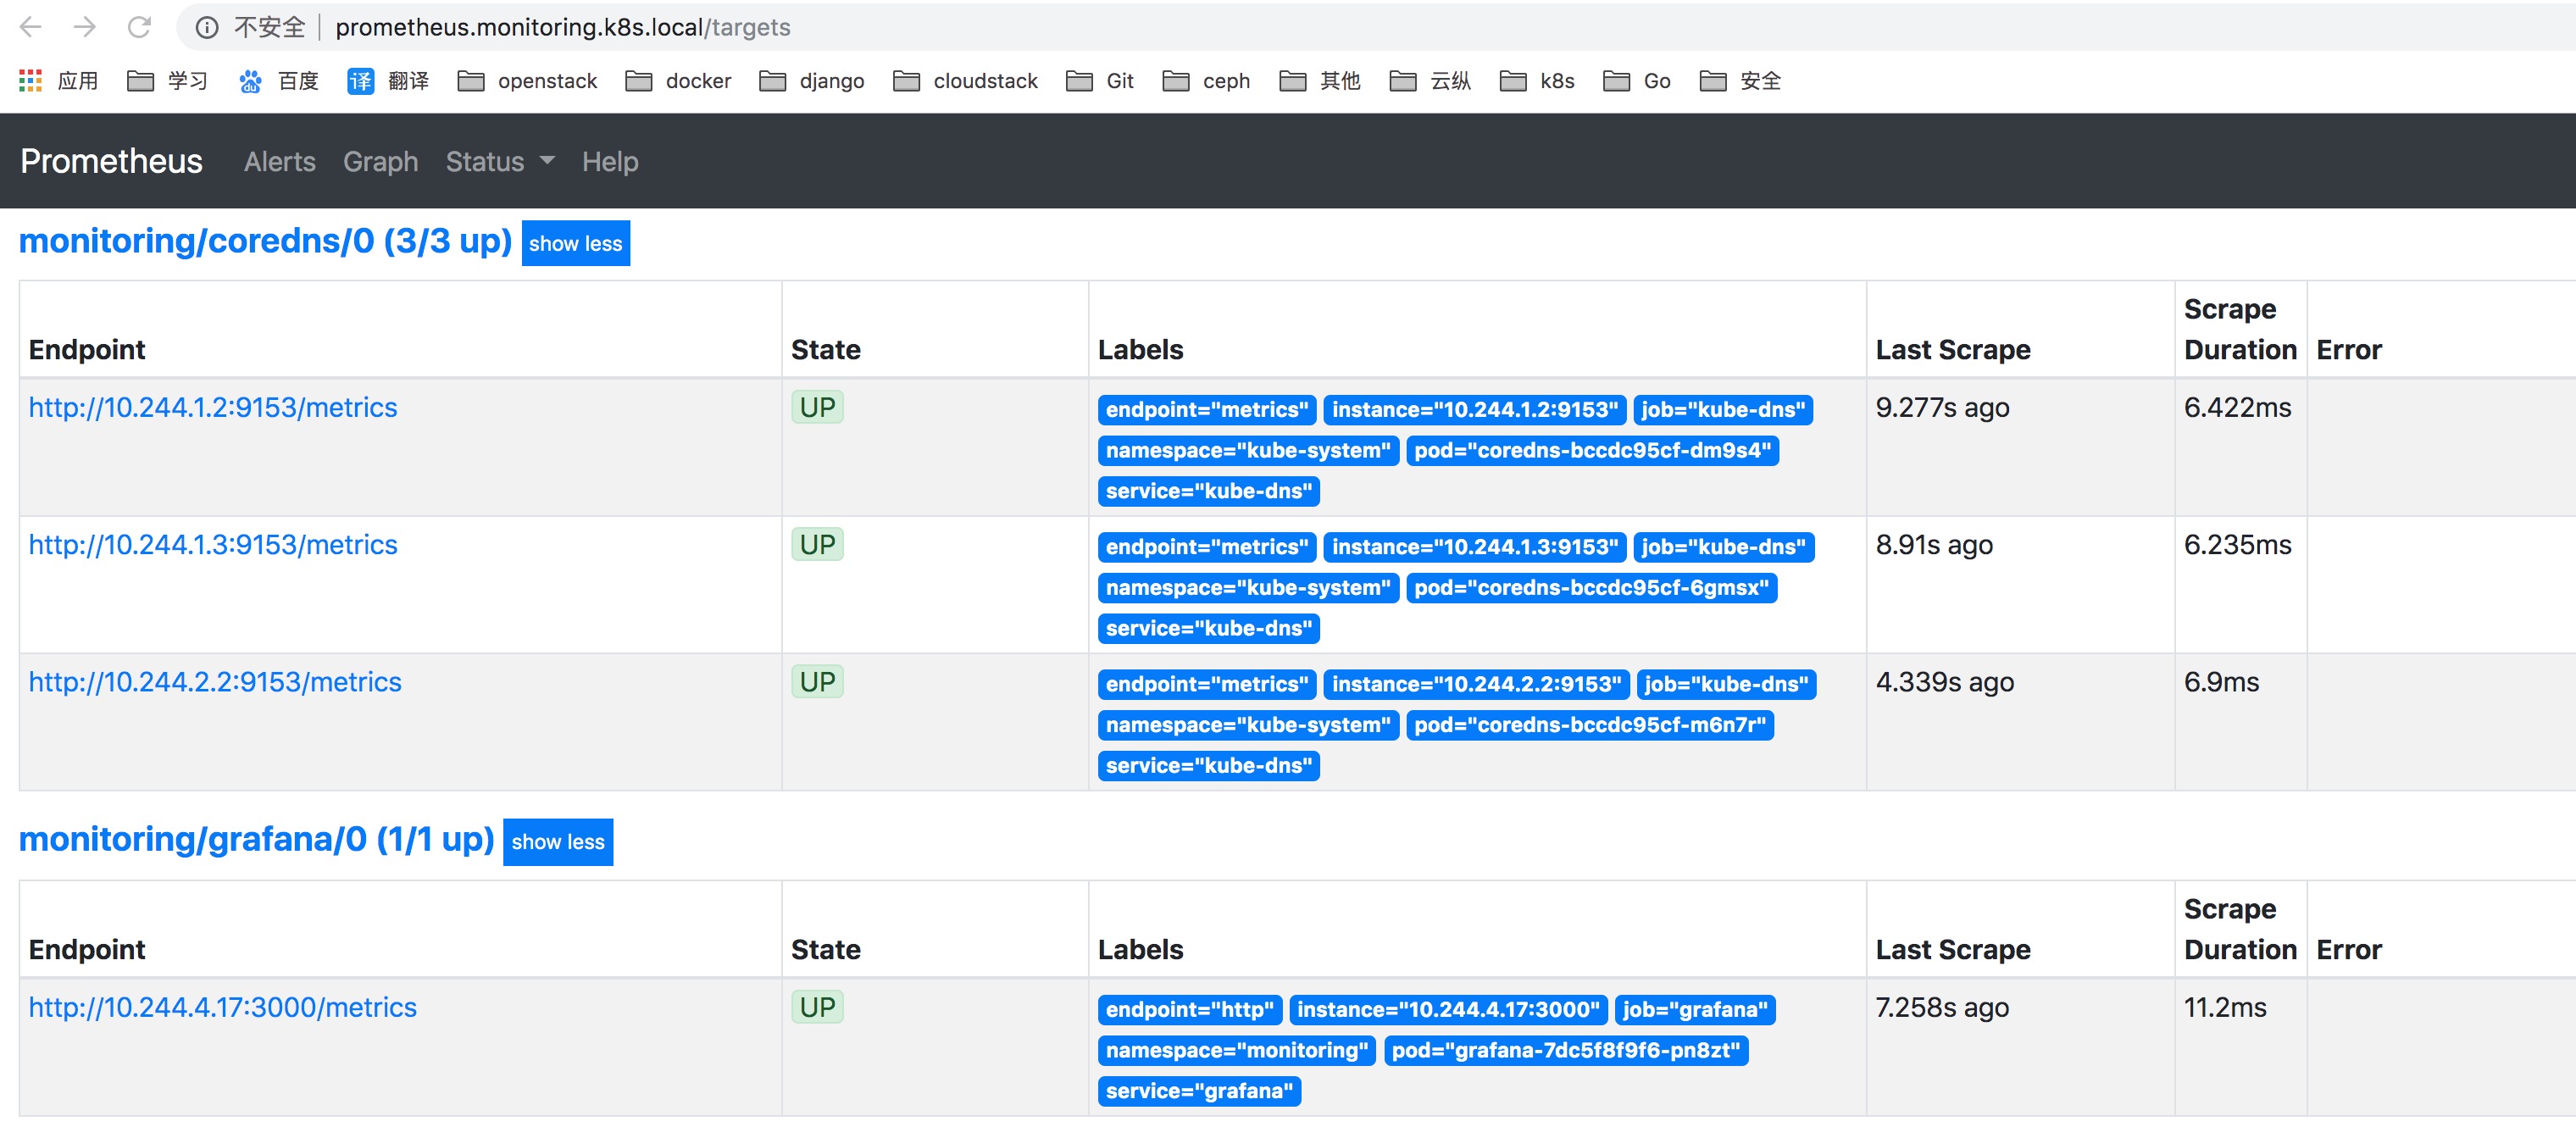 不安全 prometheus.monitoring.k8s.local/targets
应用 学习 du 百度 译 翻译 openstack docker django cloudstack Git ceph 其他 云纵 k8s Go 安全
Prometheus Alerts Graph Status Help
monitoring/coredns/0 (3/3 up) show less
Endpoint State Labels Last Scrape Scrape Duration Error
http://10.244.1.2:9153/metrics UP endpoint="metrics" instance="10.244.1.2:9153" job="kube-dns" 9.277s ago 6.422ms
namespace="kube-system" pod="coredns-bccdc95cf-dm9s4"
service="kube-dns"
http://10.244.1.3:9153/metrics UP endpoint="metrics" instance="10.244.1.3:9153" job="kube-dns" 8.91s ago 6.235ms
namespace="kube-system" pod="coredns-bccdc95cf-6gmsx"
service="kube-dns"
http://10.244.2.2:9153/metrics UP endpoint="metrics" instance="10.244.2.2:9153" job="kube-dns" 4.339s ago 6.9ms
namespace="kube-system" pod="coredns-bccdc95cf-m6n7r"
service="kube-dns"
monitoring/grafana/0 (1/1 up) show less
Endpoint State Labels Last Scrape Scrape Duration Error
http://10.244.4.17:3000/metrics UP endpoint="http" instance="10.244.4.17:3000" job="grafana" 7.258s ago 11.2ms
namespace="monitoring" pod="grafana-7dc5f8f9f6-pn8zt"
service="grafana"